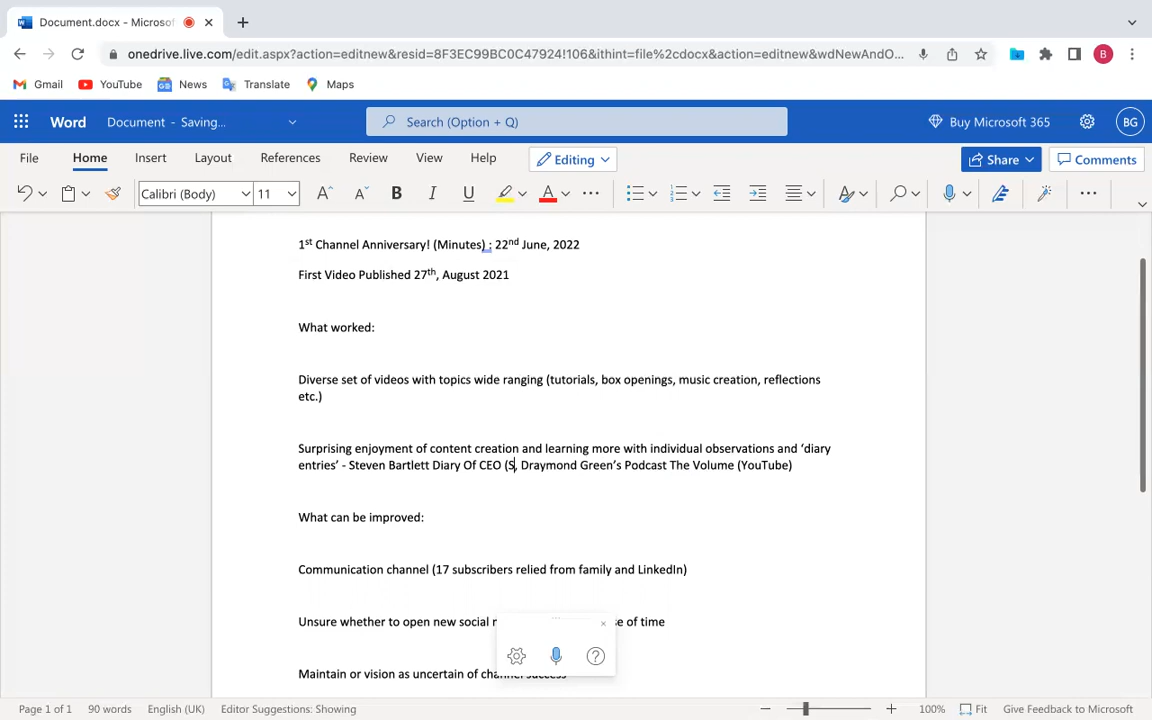 Document.docx - Microsof
onedrive.live.com/edit.aspx?action=editnew&resid=8F3EC99BC0C47924!106&ithint=file%2cdocx&action=editnew&wdNewAndO...
B
Gmail YouTube News Translate Maps
Word Document - Saving... Search (Option + Q) Buy Microsoft 365 BG
File Home Insert Layout References Review View Help Editing Share Comments
Calibri (Body) 11 A A B I U A
1st Channel Anniversary! (Minutes) : 22nd June, 2022
First Video Published 27th, August 2021
What worked:
Diverse set of videos with topics wide ranging (tutorials, box openings, music creation, reflections
etc.)
Surprising enjoyment of content creation and learning more with individual observations and ‘diary
entries’ - Steven Bartlett Diary Of CEO (S, Draymond Green’s Podcast The Volume (YouTube)
What can be improved:
Communication channel (17 subscribers relied from family and LinkedIn)
Unsure whether to open new social of time
Maintain or vision as uncertain of channel success
Page 1 of 1 90 words English (UK) Editor Suggestions: Showing 100% Fit Give Feedback to Microsoft